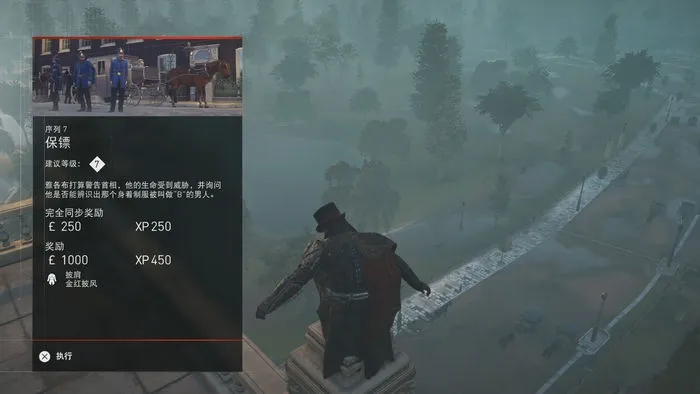 序列 7
保镖
建议等级: 7
雅各布打算警告首相，他的生命受到威胁，并询问
他是否能辨识出那个身着制服被叫做"B"的男人。
完全同步奖励
£ 250 XP 250
奖励
£ 1000 XP 450
披肩
金红披风
执行